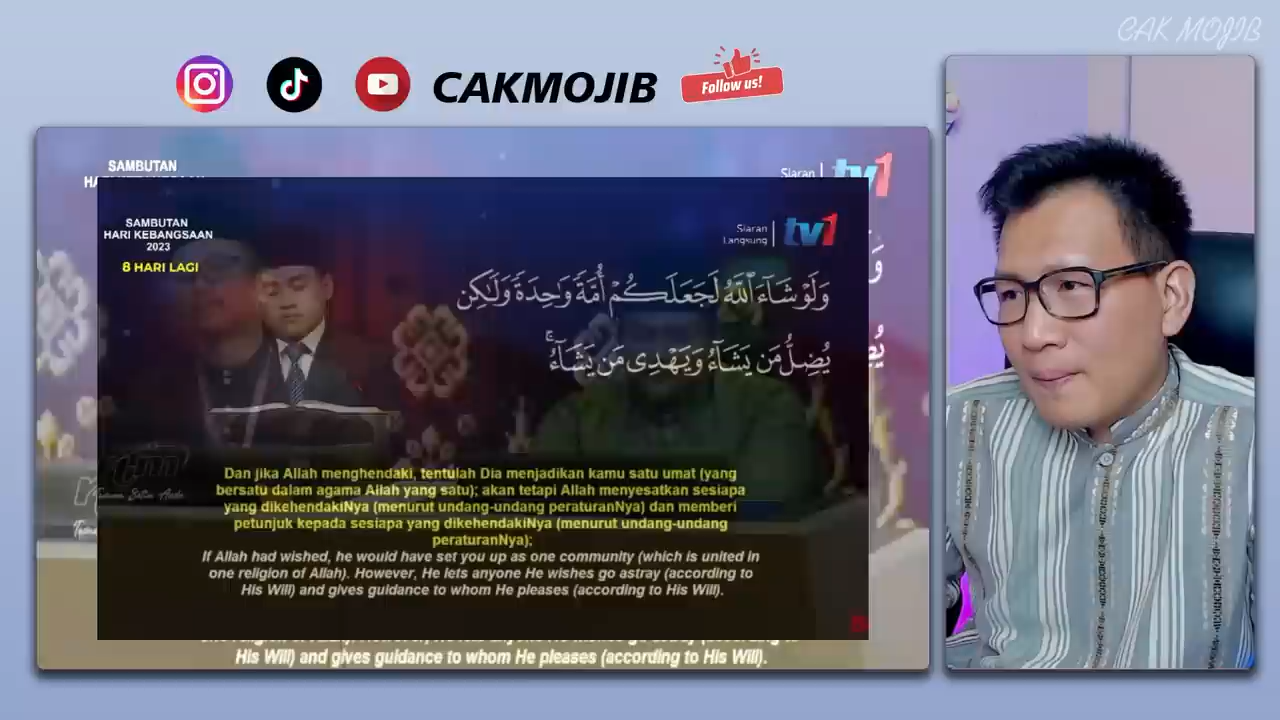 CAK MOJIB
CAKMOJIB
Follow us!
SAMBUTAN
Siaran
tv1
SAMBUTAN
HARI KEBANGSAAN
2023
8 HARI LAGI
Siaran
Langsung
tv1
وَلَوْ شَاءَ ٱللَّهُ لَجَعَلَكُمْ أُمَّةً وَٰحِدَةً وَلَٰكِن
يُضِلُّ مَن يَشَاءُ وَيَهْدِى مَن يَشَاءُ ۚ
Dan jika Allah menghendaki, tentulah Dia menjadikan kamu satu umat (yang
bersatu dalam agama Allah yang satu); akan tetapi Allah menyesatkan sesiapa
yang dikehendakiNya (menurut undang-undang peraturanNya) dan memberi
petunjuk kepada sesiapa yang dikehendakiNya (menurut undang-undang
peraturanNya);
If Allah had wished, he would have set you up as one community (which is united in
one religion of Allah). However, He lets anyone He wishes go astray (according to
His Will) and gives guidance to whom He pleases (according to His Will).
His Will) and gives guidance to whom He pleases (according to His Will).